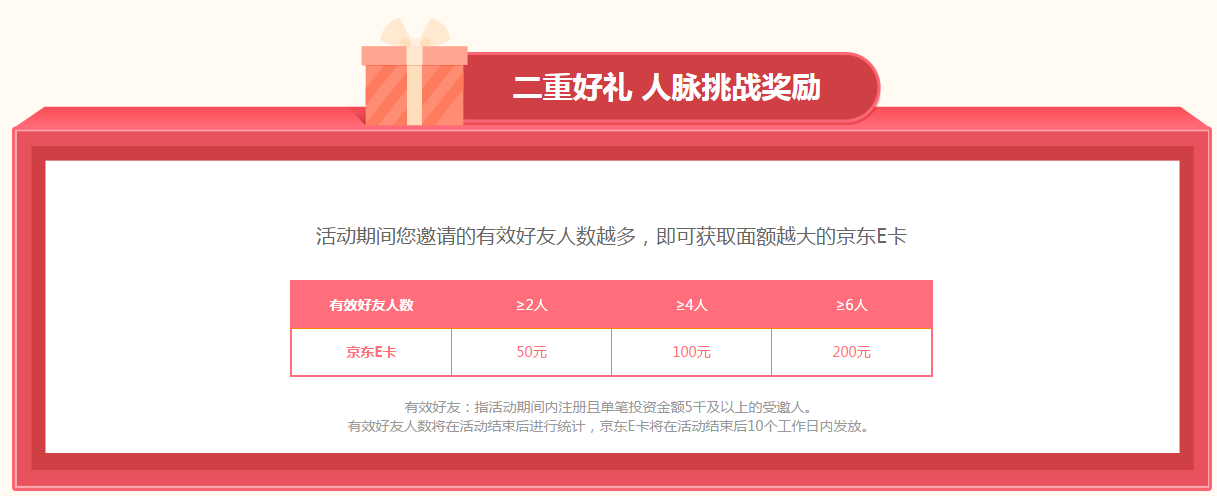 二重好礼 人脉挑战奖励
活动期间您邀请的有效好友人数越多，即可获取面额越大的京东E卡
有效好友人数 ≥2人 ≥4人 ≥6人
京东E卡 50元 100元 200元
有效好友：指活动期间内注册且单笔投资金额5千及以上的受邀人。
有效好友人数将在活动结束后进行统计，京东E卡将在活动结束后10个工作日内发放。